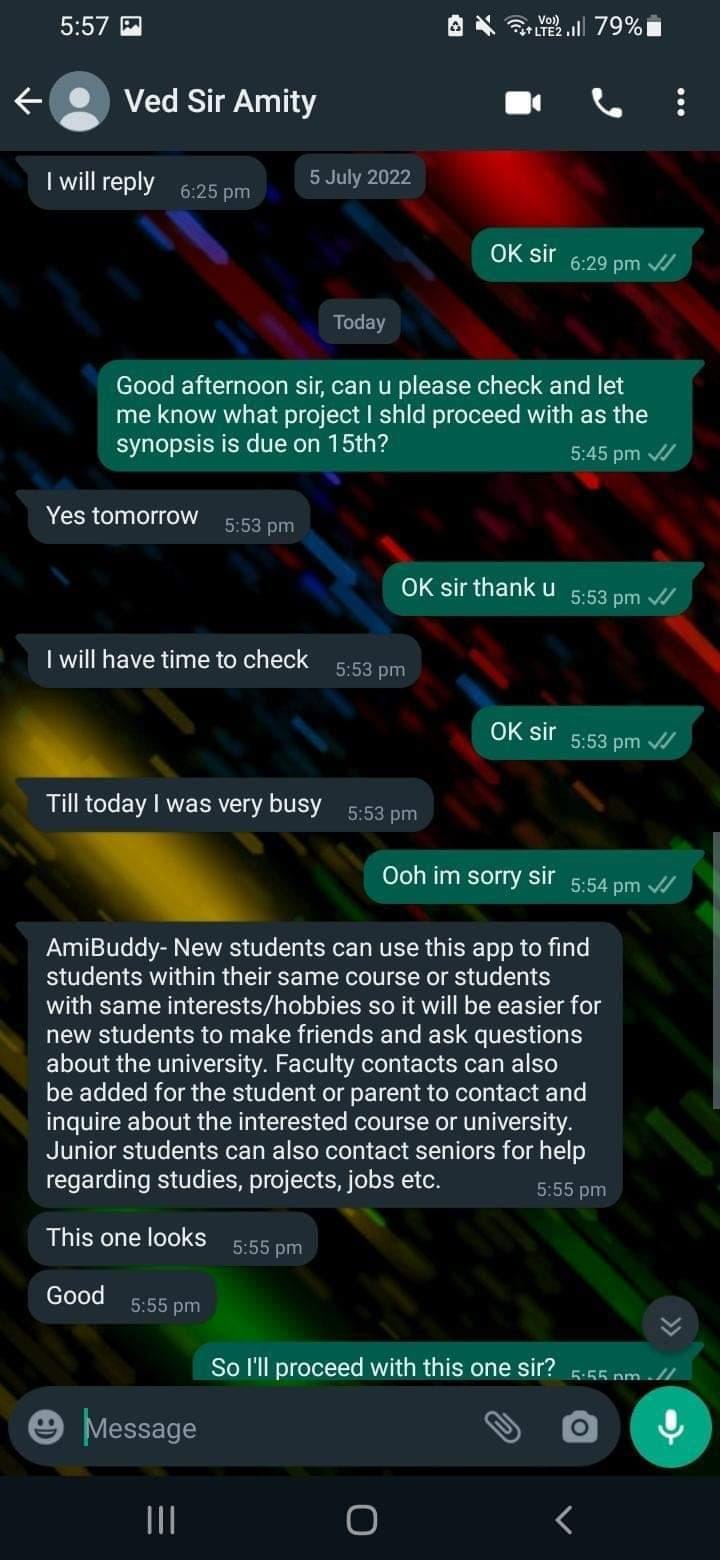 5:57
Vo)) LTE2 79%
Ved Sir Amity
5 July 2022
I will reply 6:25 pm
OK sir 6:29 pm
Today
Good afternoon sir, can u please check and let
me know what project I shld proceed with as the
synopsis is due on 15th?
5:45 pm
Yes tomorrow 5:53 pm
OK sir thank u 5:53 pm
I will have time to check 5:53 pm
OK sir 5:53 pm
Till today I was very busy 5:53 pm
Ooh im sorry sir 5:54 pm
AmiBuddy- New students can use this app to find
students within their same course or students
with same interests/hobbies so it will be easier for
new students to make friends and ask questions
about the university. Faculty contacts can also
be added for the student or parent to contact and
inquire about the interested course or university.
Junior students can also contact seniors for help
regarding studies, projects, jobs etc.
5:55 pm
This one looks 5:55 pm
Good 5:55 pm
So I'll proceed with this one sir? 5:55 pm
Message